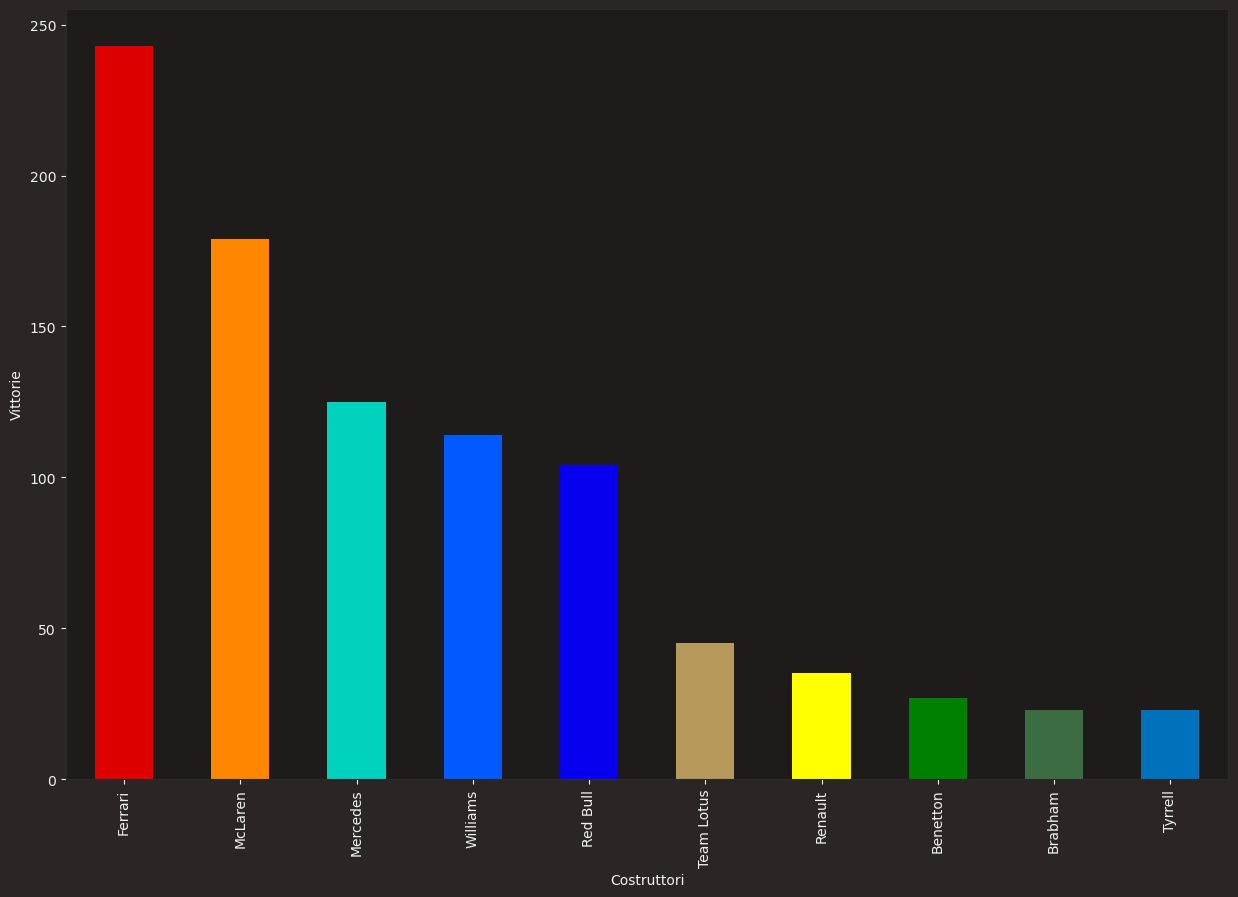 250
200
150
100
50
0
Vittorie
Ferrari
McLaren
Mercedes
Williams
Red Bull
Team Lotus
Renault
Benetton
Brabham
Tyrrell
Costruttori